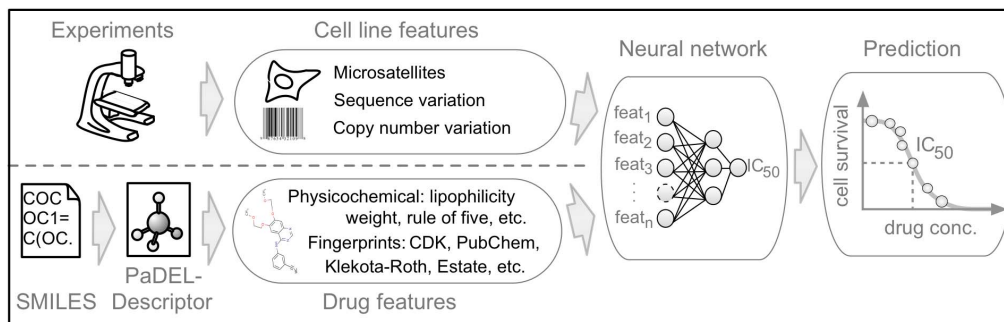 Experiments
Cell line features
Microsatellites
Sequence variation
Copy number variation
Neural network
feat1
feat2
feat3
featn
IC50
Prediction
cell survival
IC50
drug conc.
COC
OC1=
C(OC.
SMILES
PaDEL-
Descriptor
Physicochemical: lipophilicity
weight, rule of five, etc.
Fingerprints: CDK, PubChem,
Klekota-Roth, Estate, etc.
Drug features